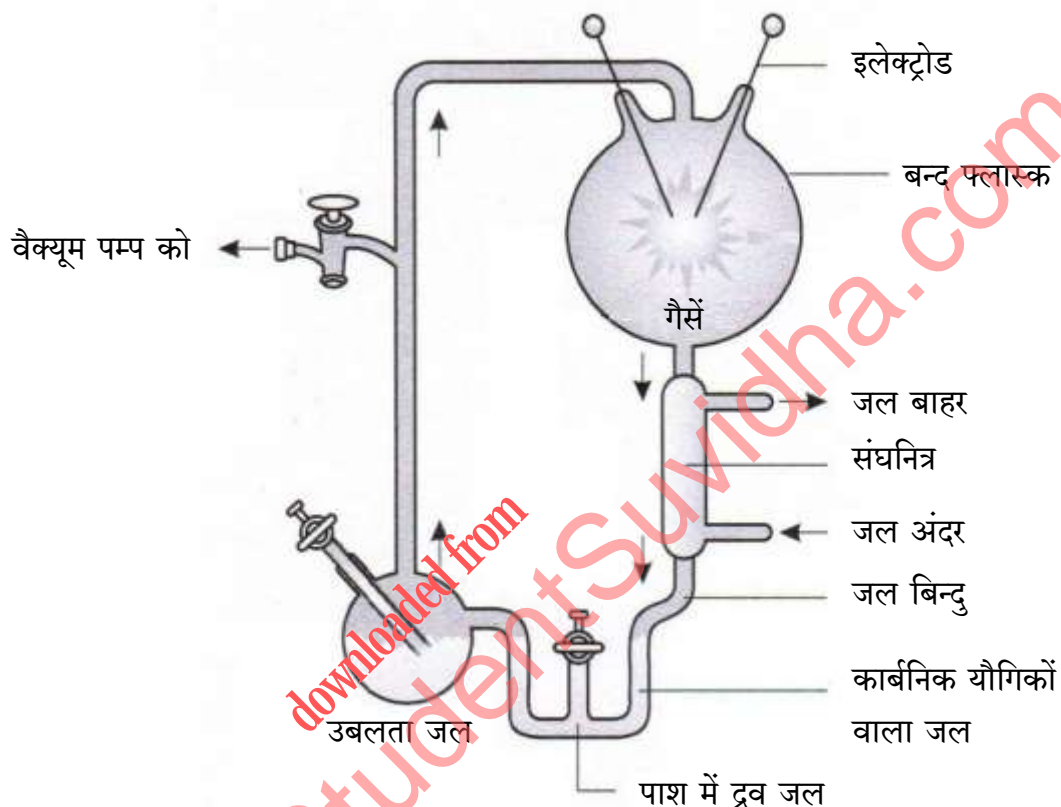 इलेक्ट्रोड
बन्द फ्लास्क
वैक्यूम पम्प को
गैसें
जल बाहर
संघनित्र
जल अंदर
जल बिन्दु
कार्बनिक यौगिकों
वाला जल
उबलता जल
पाश में द्रव जल
downloaded from
StudentSuvidha.com